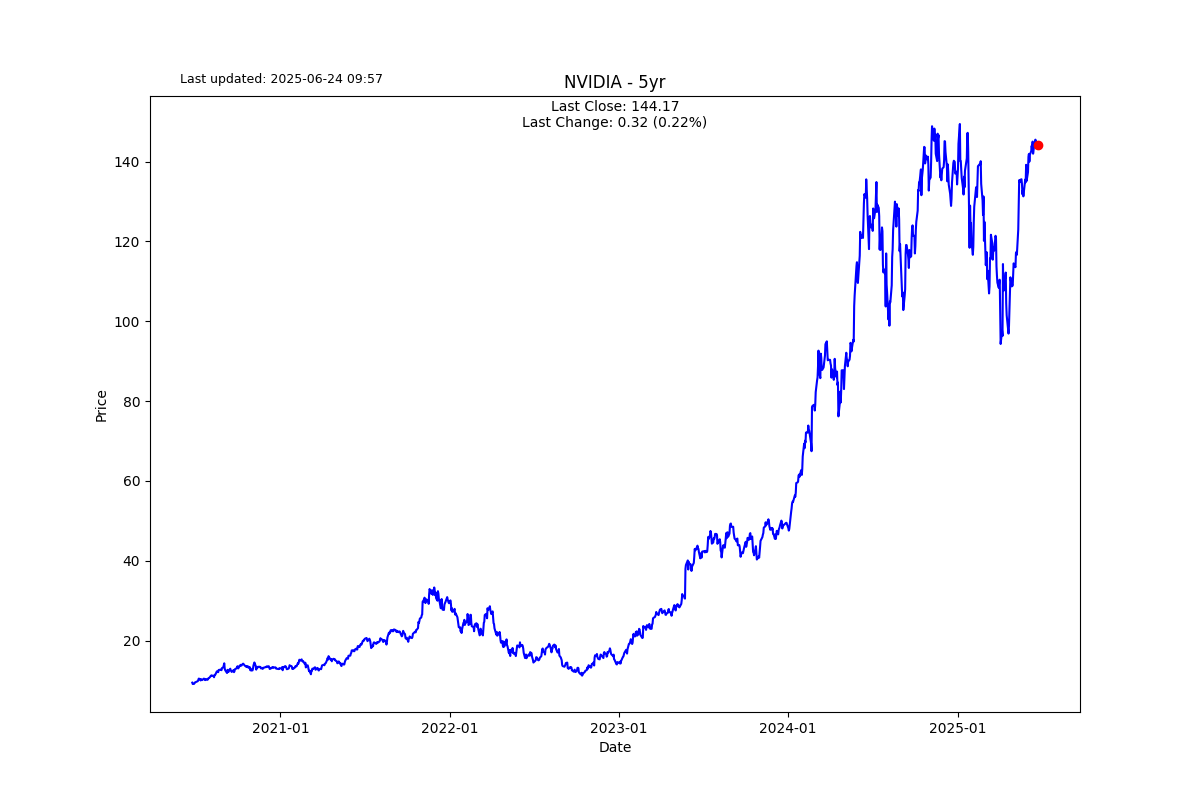 Last updated: 2025-06-24 09:57
NVIDIA - 5yr
Last Close: 144.17
Last Change: 0.32 (0.22%)
140
120
100
80
60
40
20
Price
2021-01
2022-01
2023-01
2024-01
2025-01
Date